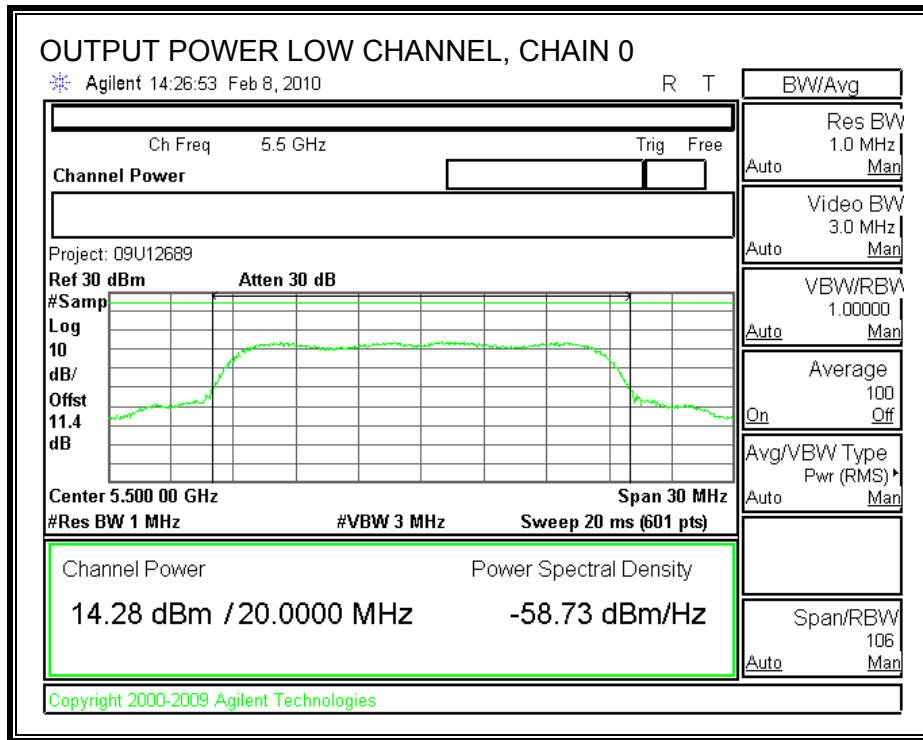 OUTPUT POWER LOW CHANNEL, CHAIN 0
Agilent 14:26:53 Feb 8, 2010 R T
Ch Freq 5.5 GHz Trig Free
Channel Power
Project: 09U12689
Ref 30 dBm Atten 30 dB
#Samp
Log
10
dB/
Offst
11.4
dB
Center 5.500 00 GHz Span 30 MHz
#Res BW 1 MHz #VBW 3 MHz Sweep 20 ms (601 pts)
Channel Power Power Spectral Density
14.28 dBm / 20.0000 MHz -58.73 dBm/Hz
Copyright 2000-2009 Agilent Technologies
BW/Avg
Res BW
1.0 MHz
Auto Man
Video BW
3.0 MHz
Auto Man
VBW/RBW
1.00000
Auto Man
Average
100
On Off
Avg/VBW Type
Pwr (RMS)
Auto Man
Span/RBW
106
Auto Man